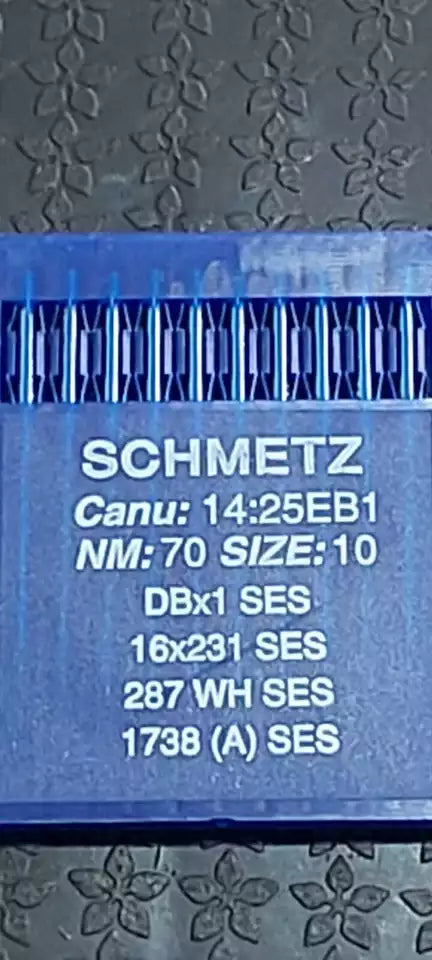 SCHMETZ
Canu: 14:25EB1
NM: 70 SIZE: 10
DBx1 SES
16x231 SES
287 WH SES
1738 (A) SES